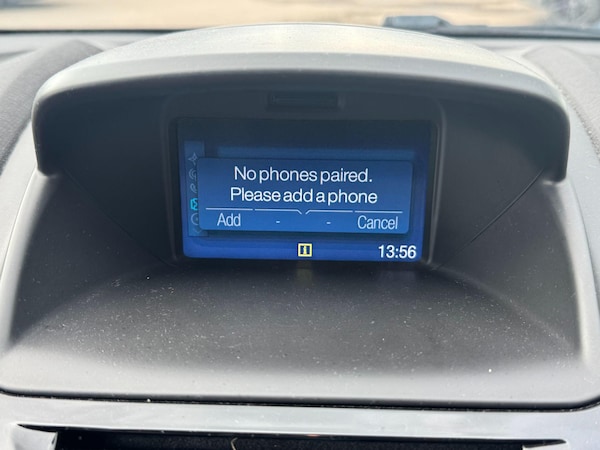 No phones paired.
Please add a phone
Add - - Cancel
i 13:56